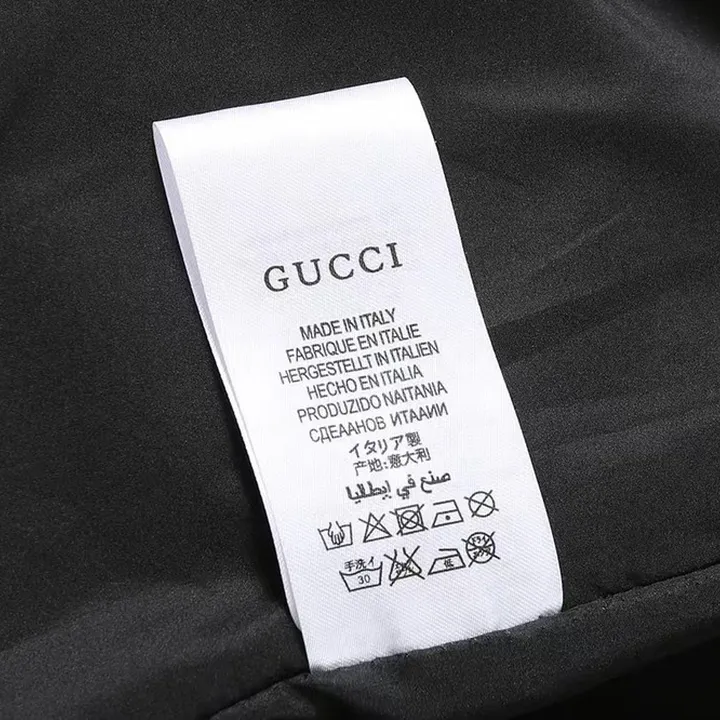 GUCCI
MADE IN ITALY
FABRIQUE EN ITALIE
HERGESTELLT IN ITALIEN
HECHO EN ITALIA
PRODUZIDO NAITANIA
СДЕААНОВ ИТААИИ
イタリア製
产地:意大利
صنع في إيطاليا
手洗イ
30
低